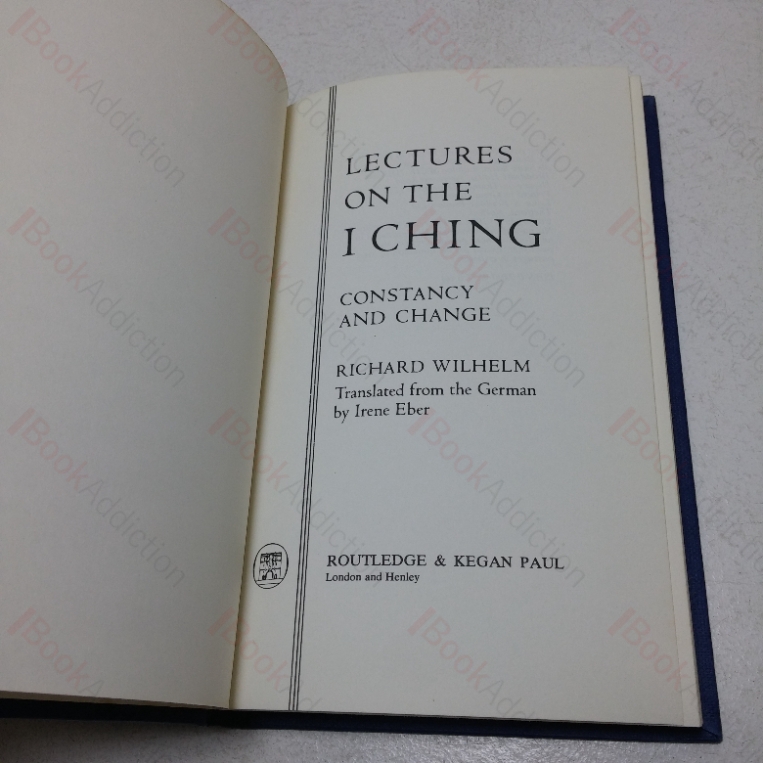 LECTURES
ON THE
I CHING
CONSTANCY
AND CHANGE
RICHARD WILHELM
Translated from the German
by Irene Eber
ROUTLEDGE & KEGAN PAUL
London and Henley
BookAddiction